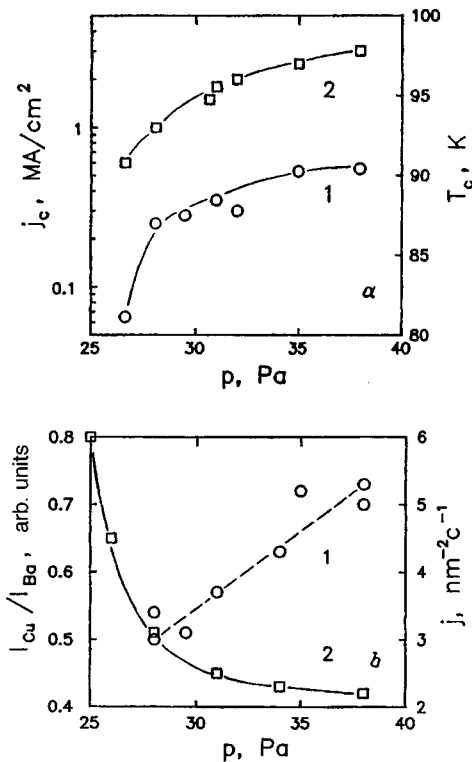 100
95
90
85
80
1
0.1
j_c, MA/cm²
T_c, K
2
1
a
25 30 35 40
p, Pa
0.8
0.7
0.6
0.5
0.4
6
5
4
3
2
I_Cu/I_Ba, arb. units
j, nm⁻²c⁻¹
1
2 b
25 30 35 40
p, Pa